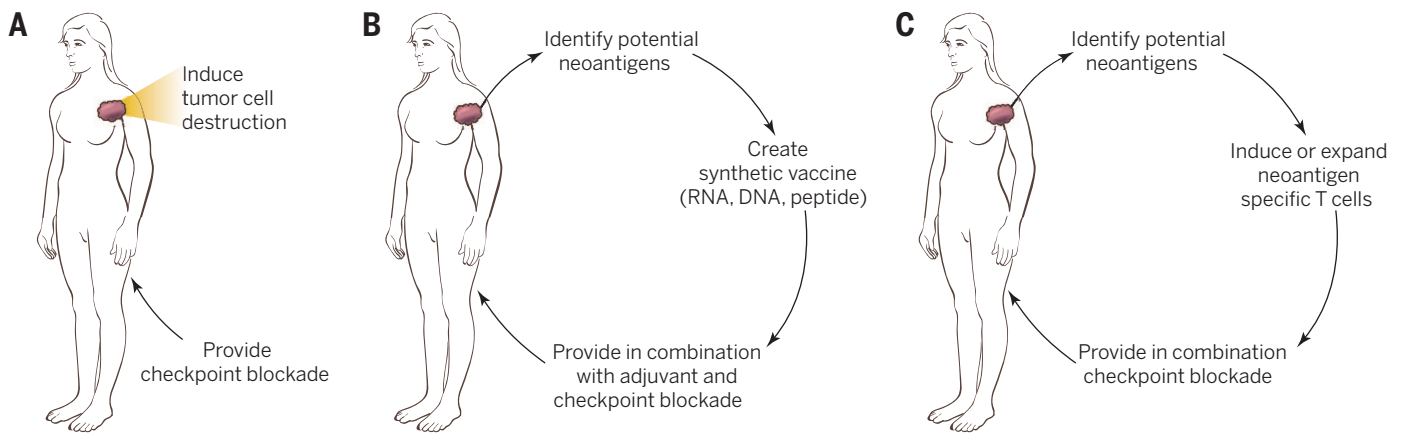 A
Induce
tumor cell
destruction
Provide
checkpoint blockade
B
Identify potential
neoantigens
Create
synthetic vaccine
(RNA, DNA, peptide)
Provide in combination
with adjuvant and
checkpoint blockade
C
Identify potential
neoantigens
Induce or expand
neoantigen
specific T cells
Provide in combination
checkpoint blockade